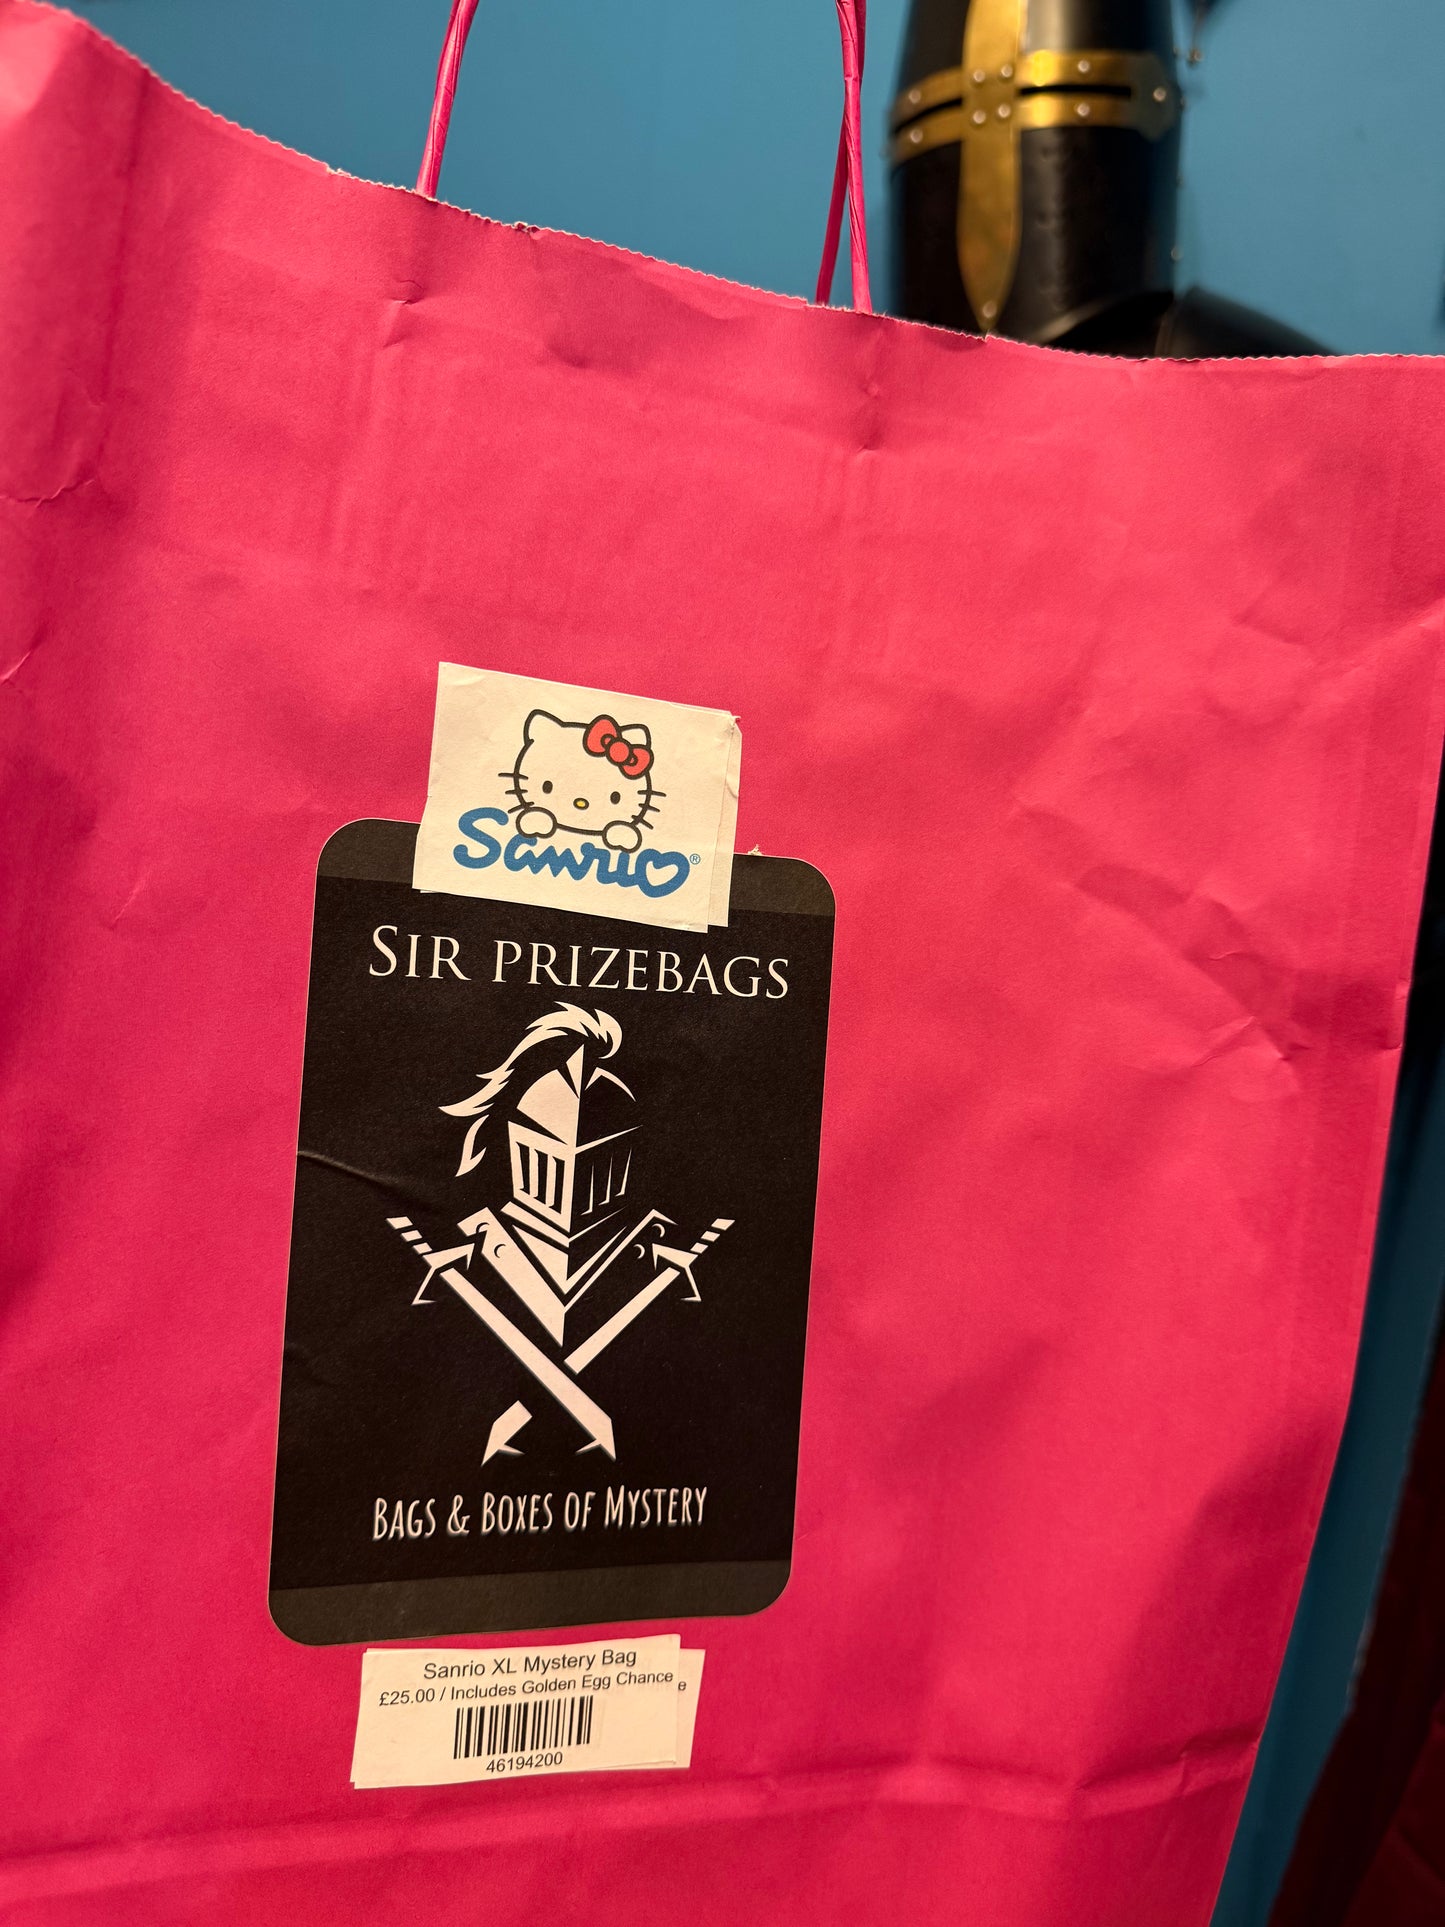 Sanrio®
SIR PRIZEBAGS
BAGS & BOXES OF MYSTERY
Sanrio XL Mystery Bag
£25.00 / Includes Golden Egg Chance
e
46194200